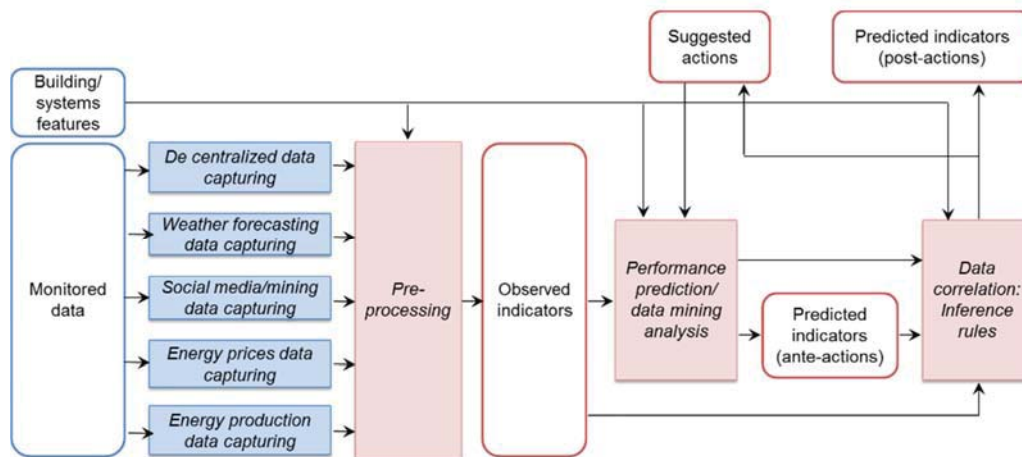 Suggested
actions
Predicted indicators
(post-actions)
Building/
systems
features
Monitored
data
De centralized data
capturing
Weather forecasting
data capturing
Social media/mining
data capturing
Energy prices data
capturing
Energy production
data capturing
Pre-
processing
Observed
indicators
Performance
prediction/
data mining
analysis
Predicted
indicators
(ante-actions)
Data
correlation:
Inference
rules